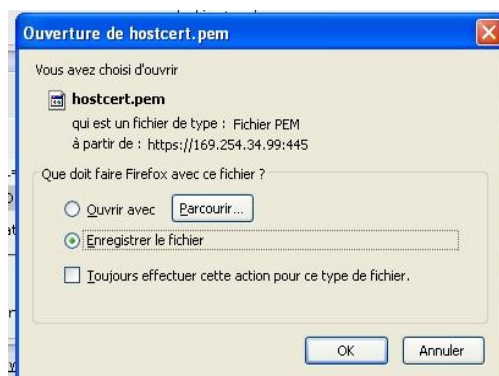 Ouverture de hostcert.pem
Vous avez choisi d'ouvrir
hostcert.pem
qui est un fichier de type : Fichier PEM
à partir de : https://169.254.34.99:445
Que doit faire Firefox avec ce fichier ?
Ouvrir avec Parcourir...
Enregistrer le fichier
Toujours effectuer cette action pour ce type de fichier.
OK Annuler